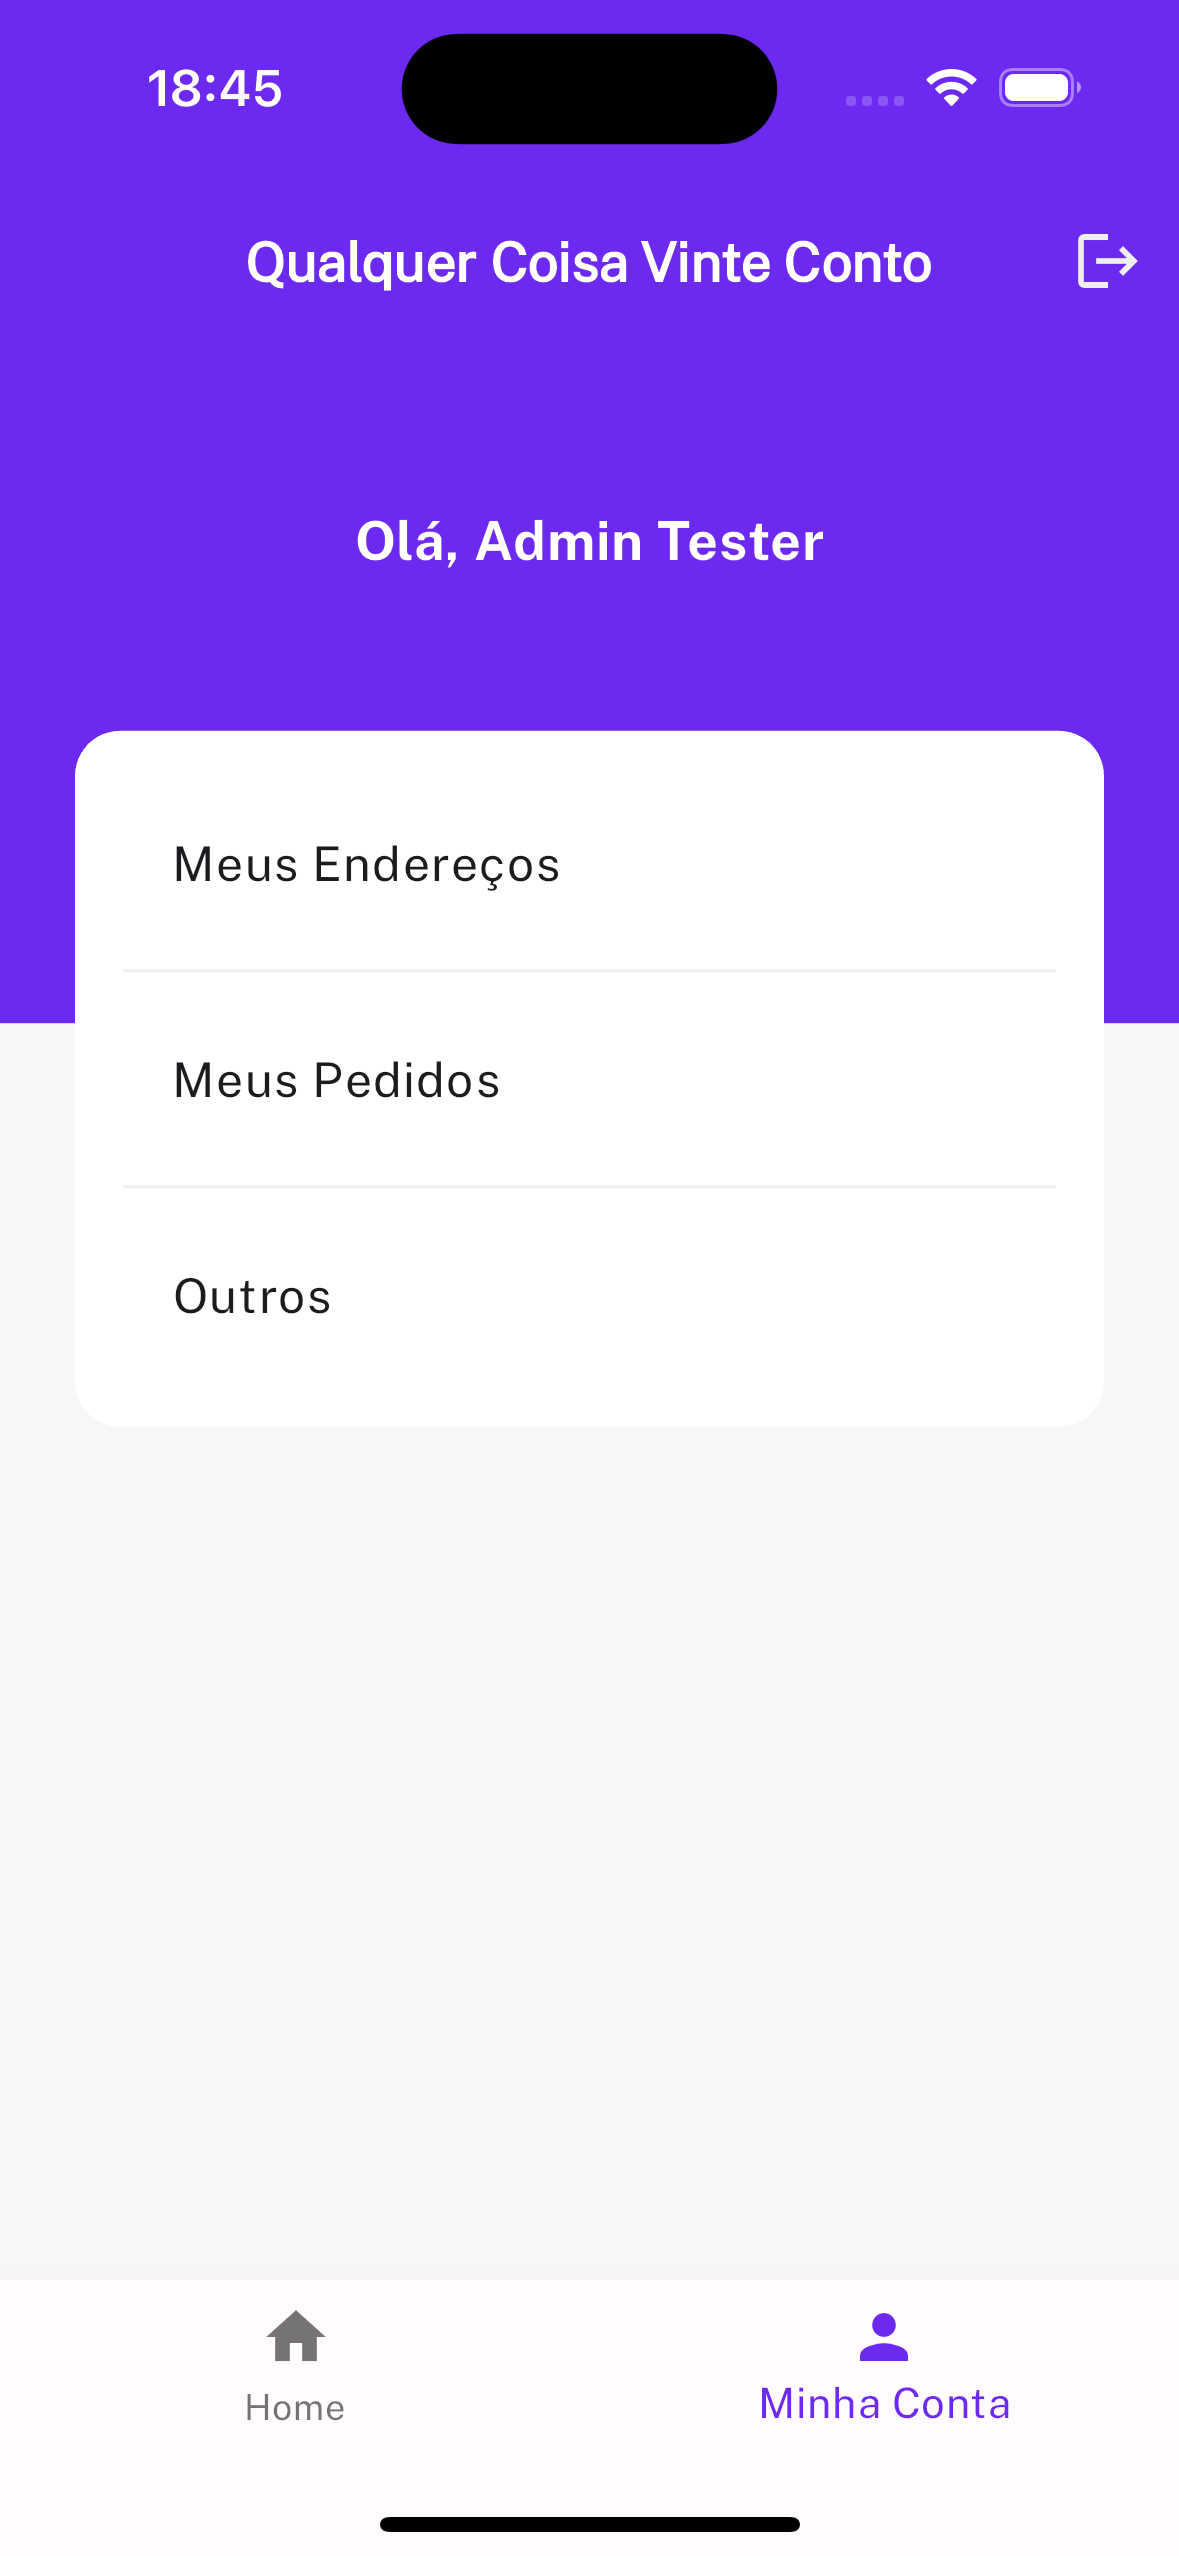 18:45
Qualquer Coisa Vinte Conto
Olá, Admin Tester
Meus Endereços
Meus Pedidos
Outros
Home
Minha Conta